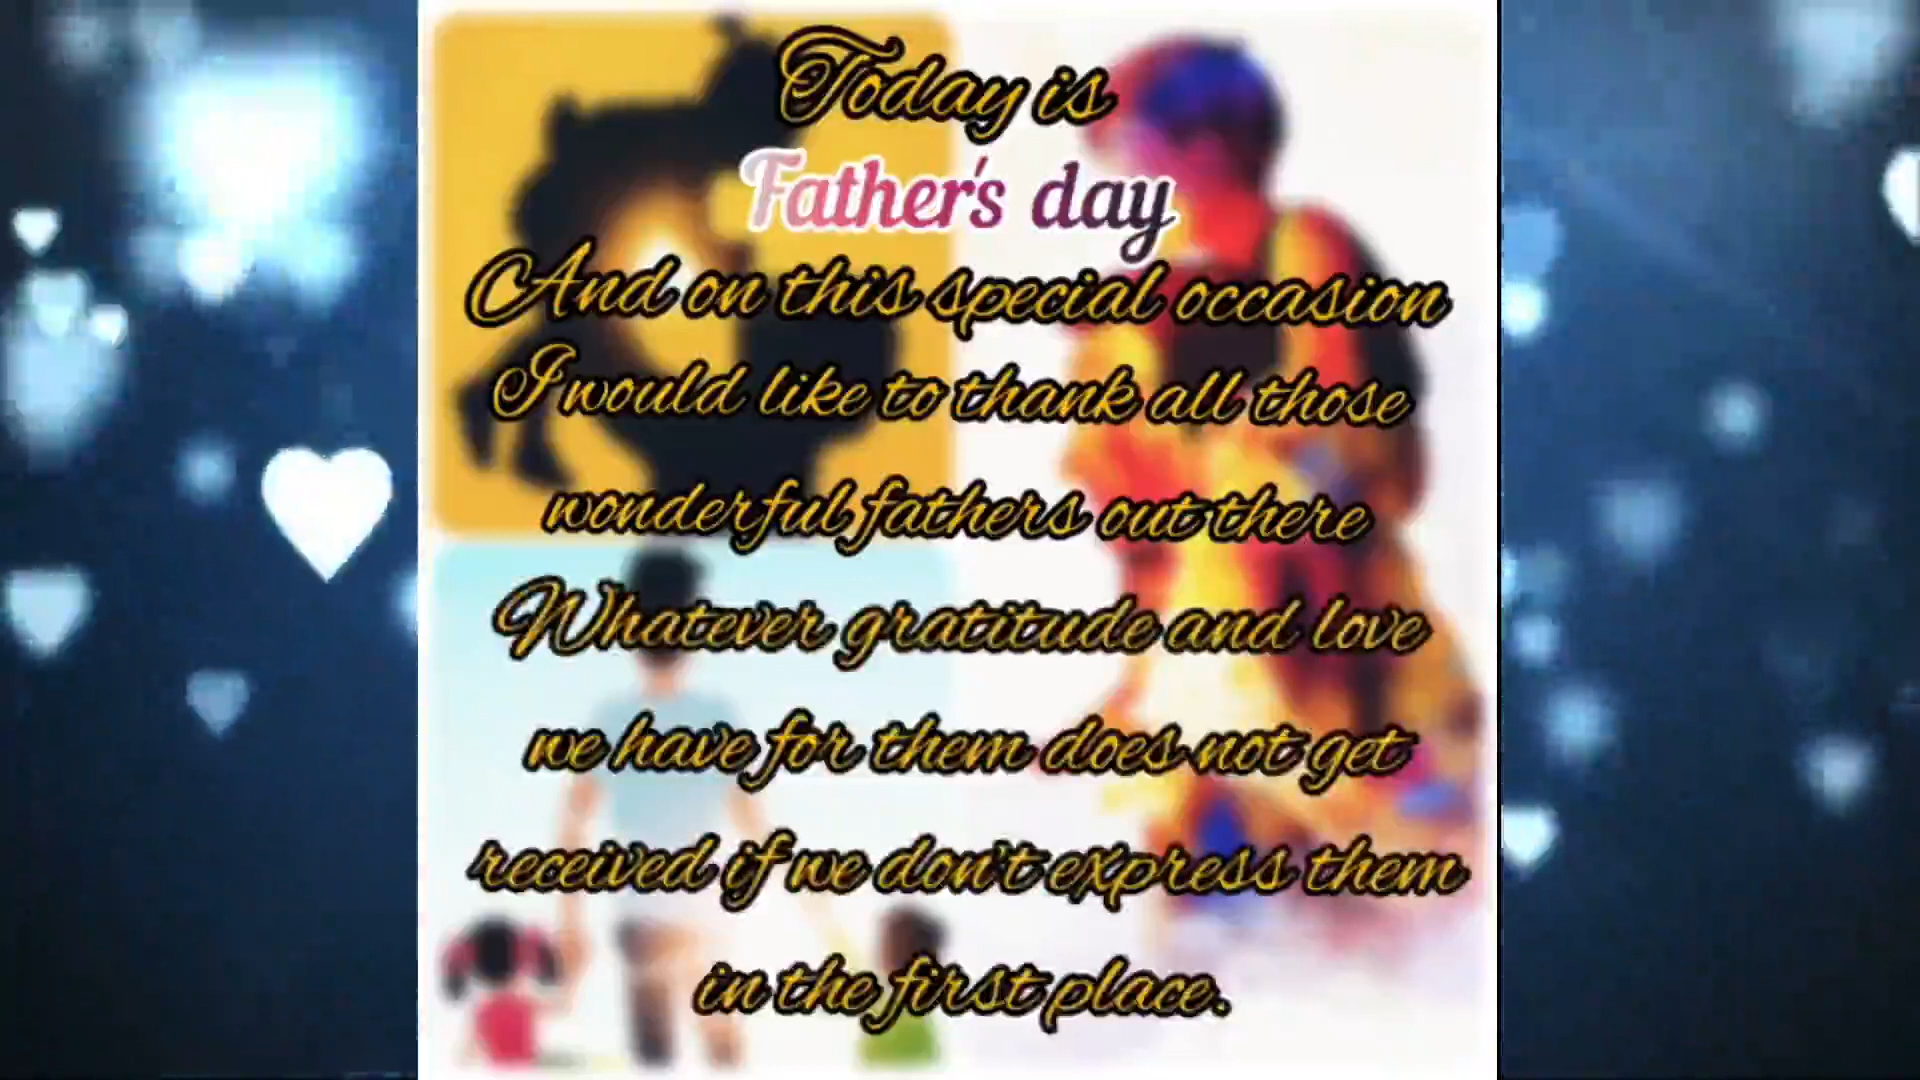 Today is
Father's day
And on this special occasion
I would like to thank all those
wonderful fathers out there
Whatever gratitude and love
we have for them does not get
received if we don't express them
in the first place.